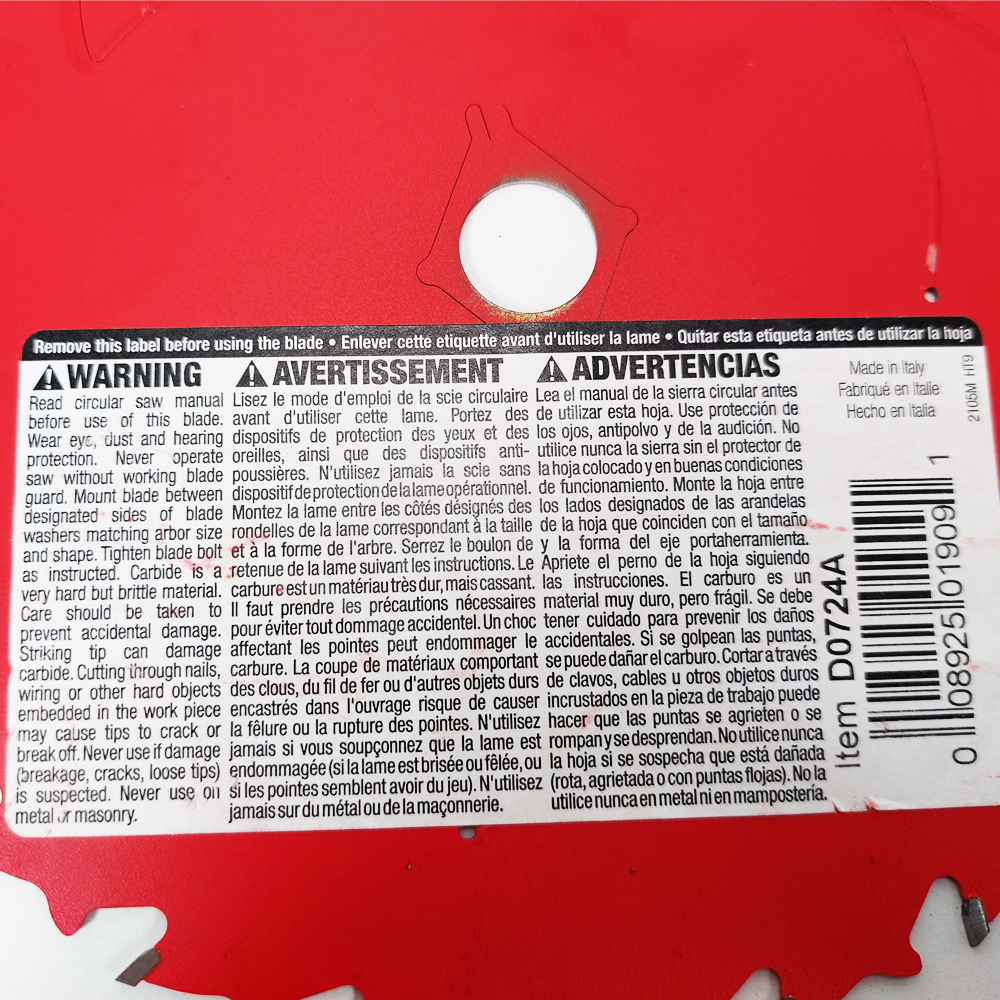 Remove this label before using the blade • Enlever cette etiquette avant d'utiliser la lame • Quitar esta etiqueta antes de utilizar la hoja
WARNING
Read circular saw manual
before use of this blade.
Wear eye, dust and hearing
protection. Never operate
saw without working blade
guard. Mount blade between
designated sides of blade
washers matching arbor size
and shape. Tighten blade bolt
as instructed. Carbide is a
very hard but brittle material.
Care should be taken to
prevent accidental damage.
Striking tip can damage
carbide. Cutting through nails,
wiring or other hard objects
embedded in the work piece
may cause tips to crack or
break off. Never use if damage
(breakage, cracks, loose tips)
is suspected. Never use on
metal or masonry.
AVERTISSEMENT
Lisez le mode d'emploi de la scie circulaire
avant d'utiliser cette lame. Portez des
dispositifs de protection des yeux et des
oreilles, ainsi que des dispositifs anti-
poussières. N'utilisez jamais la scie sans
dispositif de protection de la lame opérationnel.
Montez la lame entre les côtés désignés des
rondelles de la lame correspondant à la taille
et à la forme de l'arbre. Serrez le boulon de
retenue de la lame suivant les instructions. Le
carbure est un matériau très dur, mais cassant.
Il faut prendre les précautions nécessaires
pour éviter tout dommage accidentel. Un choc
affectant les pointes peut endommager le
carbure. La coupe de matériaux comportant
des clous, du fil de fer ou d'autres objets durs
encastrés dans l'ouvrage risque de causer
la fêlure ou la rupture des pointes. N'utilisez
jamais si vous soupçonnez que la lame est
endommagée (si la lame est brisée ou fêlée, ou
si les pointes semblent avoir du jeu). N'utilisez
jamais sur du métal ou de la maçonnerie.
ADVERTENCIAS
Lea el manual de la sierra circular antes
de utilizar esta hoja. Use protección de
los ojos, antipolvo y de la audición. No
utilice nunca la sierra sin el protector de
la hoja colocado y en buenas condiciones
de funcionamiento. Monte la hoja entre
los lados designados de las arandelas
de la hoja que coinciden con el tamaño
y la forma del eje portaherramienta.
Apriete el perno de la hoja siguiendo
las instrucciones. El carburo es un
material muy duro, pero frágil. Se debe
tener cuidado para prevenir los daños
accidentales. Si se golpean las puntas,
se puede dañar el carburo. Cortar a través
de clavos, cables u otros objetos duros
incrustados en la pieza de trabajo puede
hacer que las puntas se agrieten o se
rompan y se desprendan. No utilice nunca
la hoja si se sospecha que está dañada
(rota, agrietada o con puntas flojas). No la
utilice nunca en metal ni en mampostería.
Made in Italy
Fabriqué en Italie
Hecho en Italia
2105M HT9
Item D0724A
0 08925 01909 1